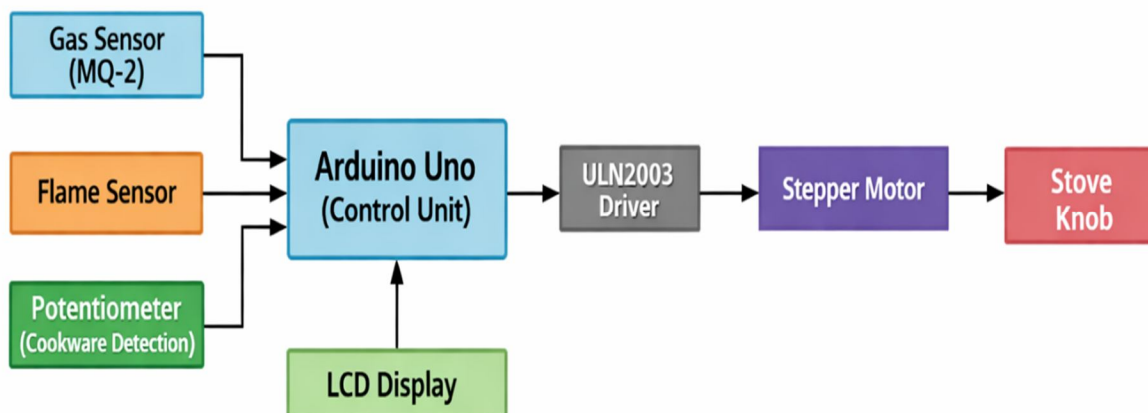 Gas Sensor
(MQ-2)
Flame Sensor
Potentiometer
(Cookware Detection)
Arduino Uno
(Control Unit)
LCD Display
ULN2003
Driver
Stepper Motor
Stove
Knob